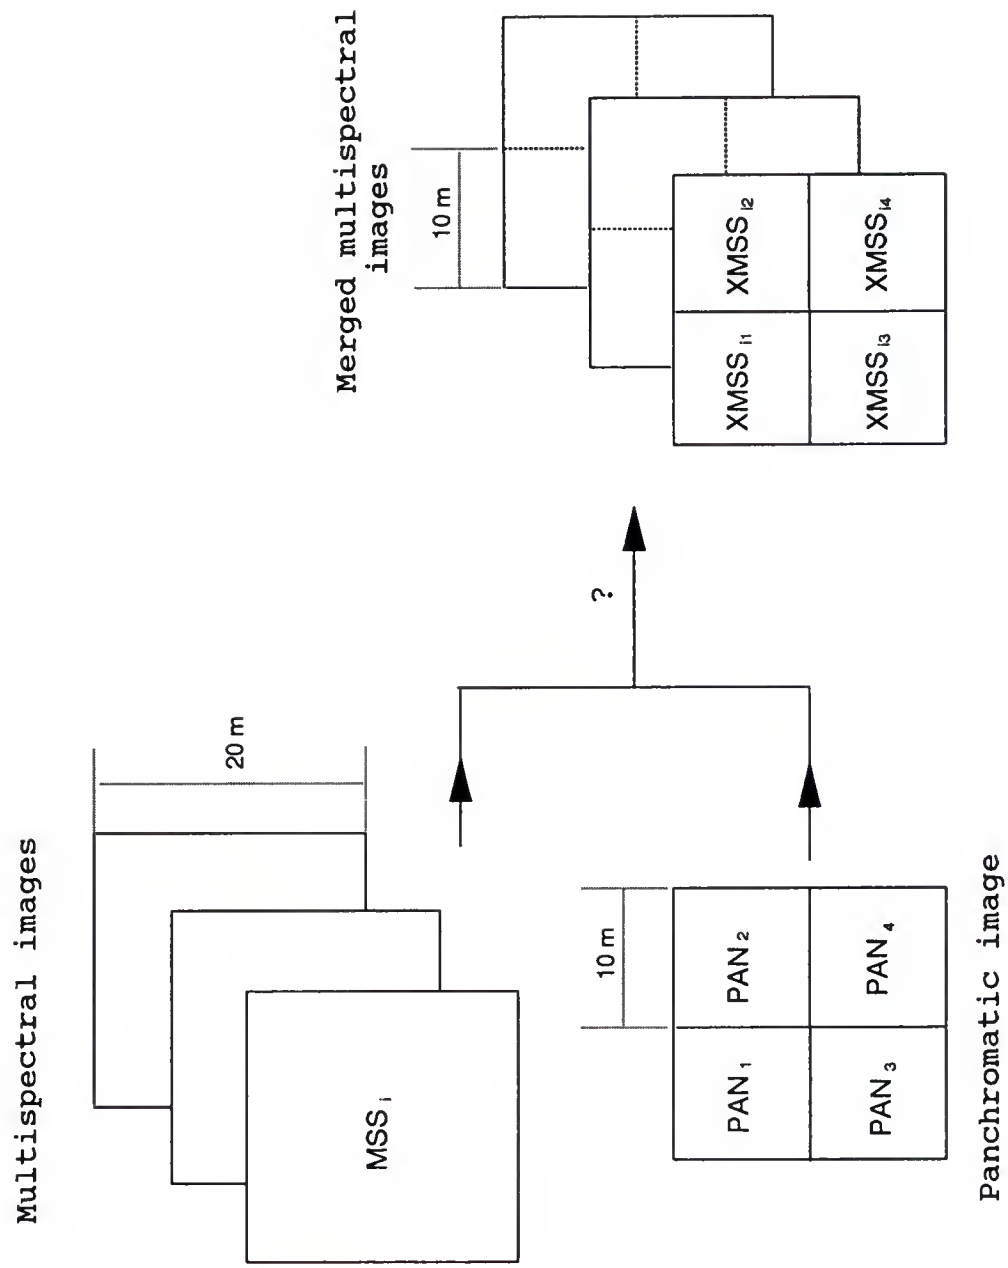 Multispectral images
20 m
MSS i
10 m
PAN 1 PAN 2
PAN 3 PAN 4
Panchromatic image
?
Merged multispectral
images
10 m
XMSS i1 XMSS i2
XMSS i3 XMSS i4